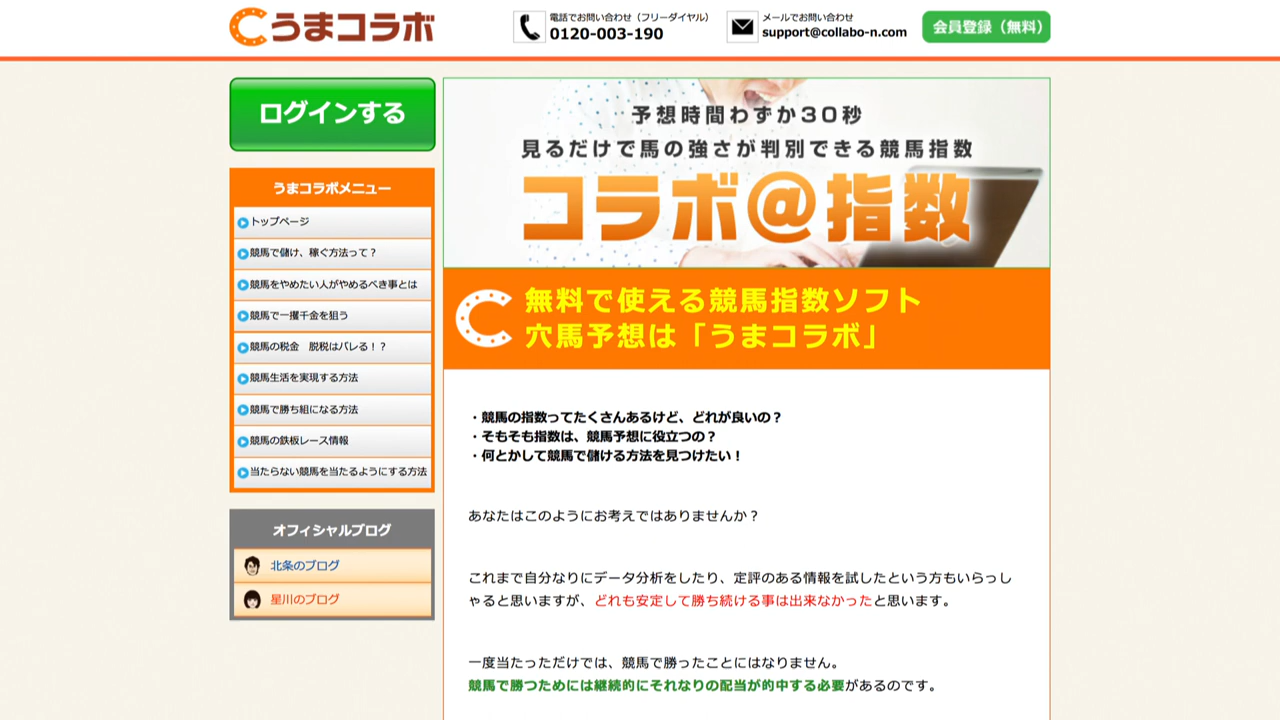 うまコラボ
電話でお問い合わせ（フリーダイヤル）
0120-003-190
メールでお問い合わせ
support@collabo-n.com
会員登録（無料）
ログインする
うまコラボメニュー
トップページ
競馬で儲け、稼ぐ方法って？
競馬をやめたい人がやめるべき事とは
競馬で一攫千金を狙う
競馬の税金　脱税はバレる！？
競馬生活を実現する方法
競馬で勝ち組になる方法
競馬の鉄板レース情報
当たらない競馬を当たるようにする方法
オフィシャルブログ
北条のブログ
星川のブログ
予想時間わずか30秒
見るだけで馬の強さが判別できる競馬指数
コラボ@指数
無料で使える競馬指数ソフト
穴馬予想は「うまコラボ」
・競馬の指数ってたくさんあるけど、どれが良いの？
・そもそも指数は、競馬予想に役立つの？
・何とかして競馬で儲ける方法を見つけたい！
あなたはこのようにお考えではありませんか？
これまで自分なりにデータ分析をしたり、定評のある情報を試したという方もいらっし
ゃると思いますが、どれも安定して勝ち続ける事は出来なかったと思います。
一度当たっただけでは、競馬で勝ったことにはなりません。
競馬で勝つためには継続的にそれなりの配当が的中する必要があるのです。